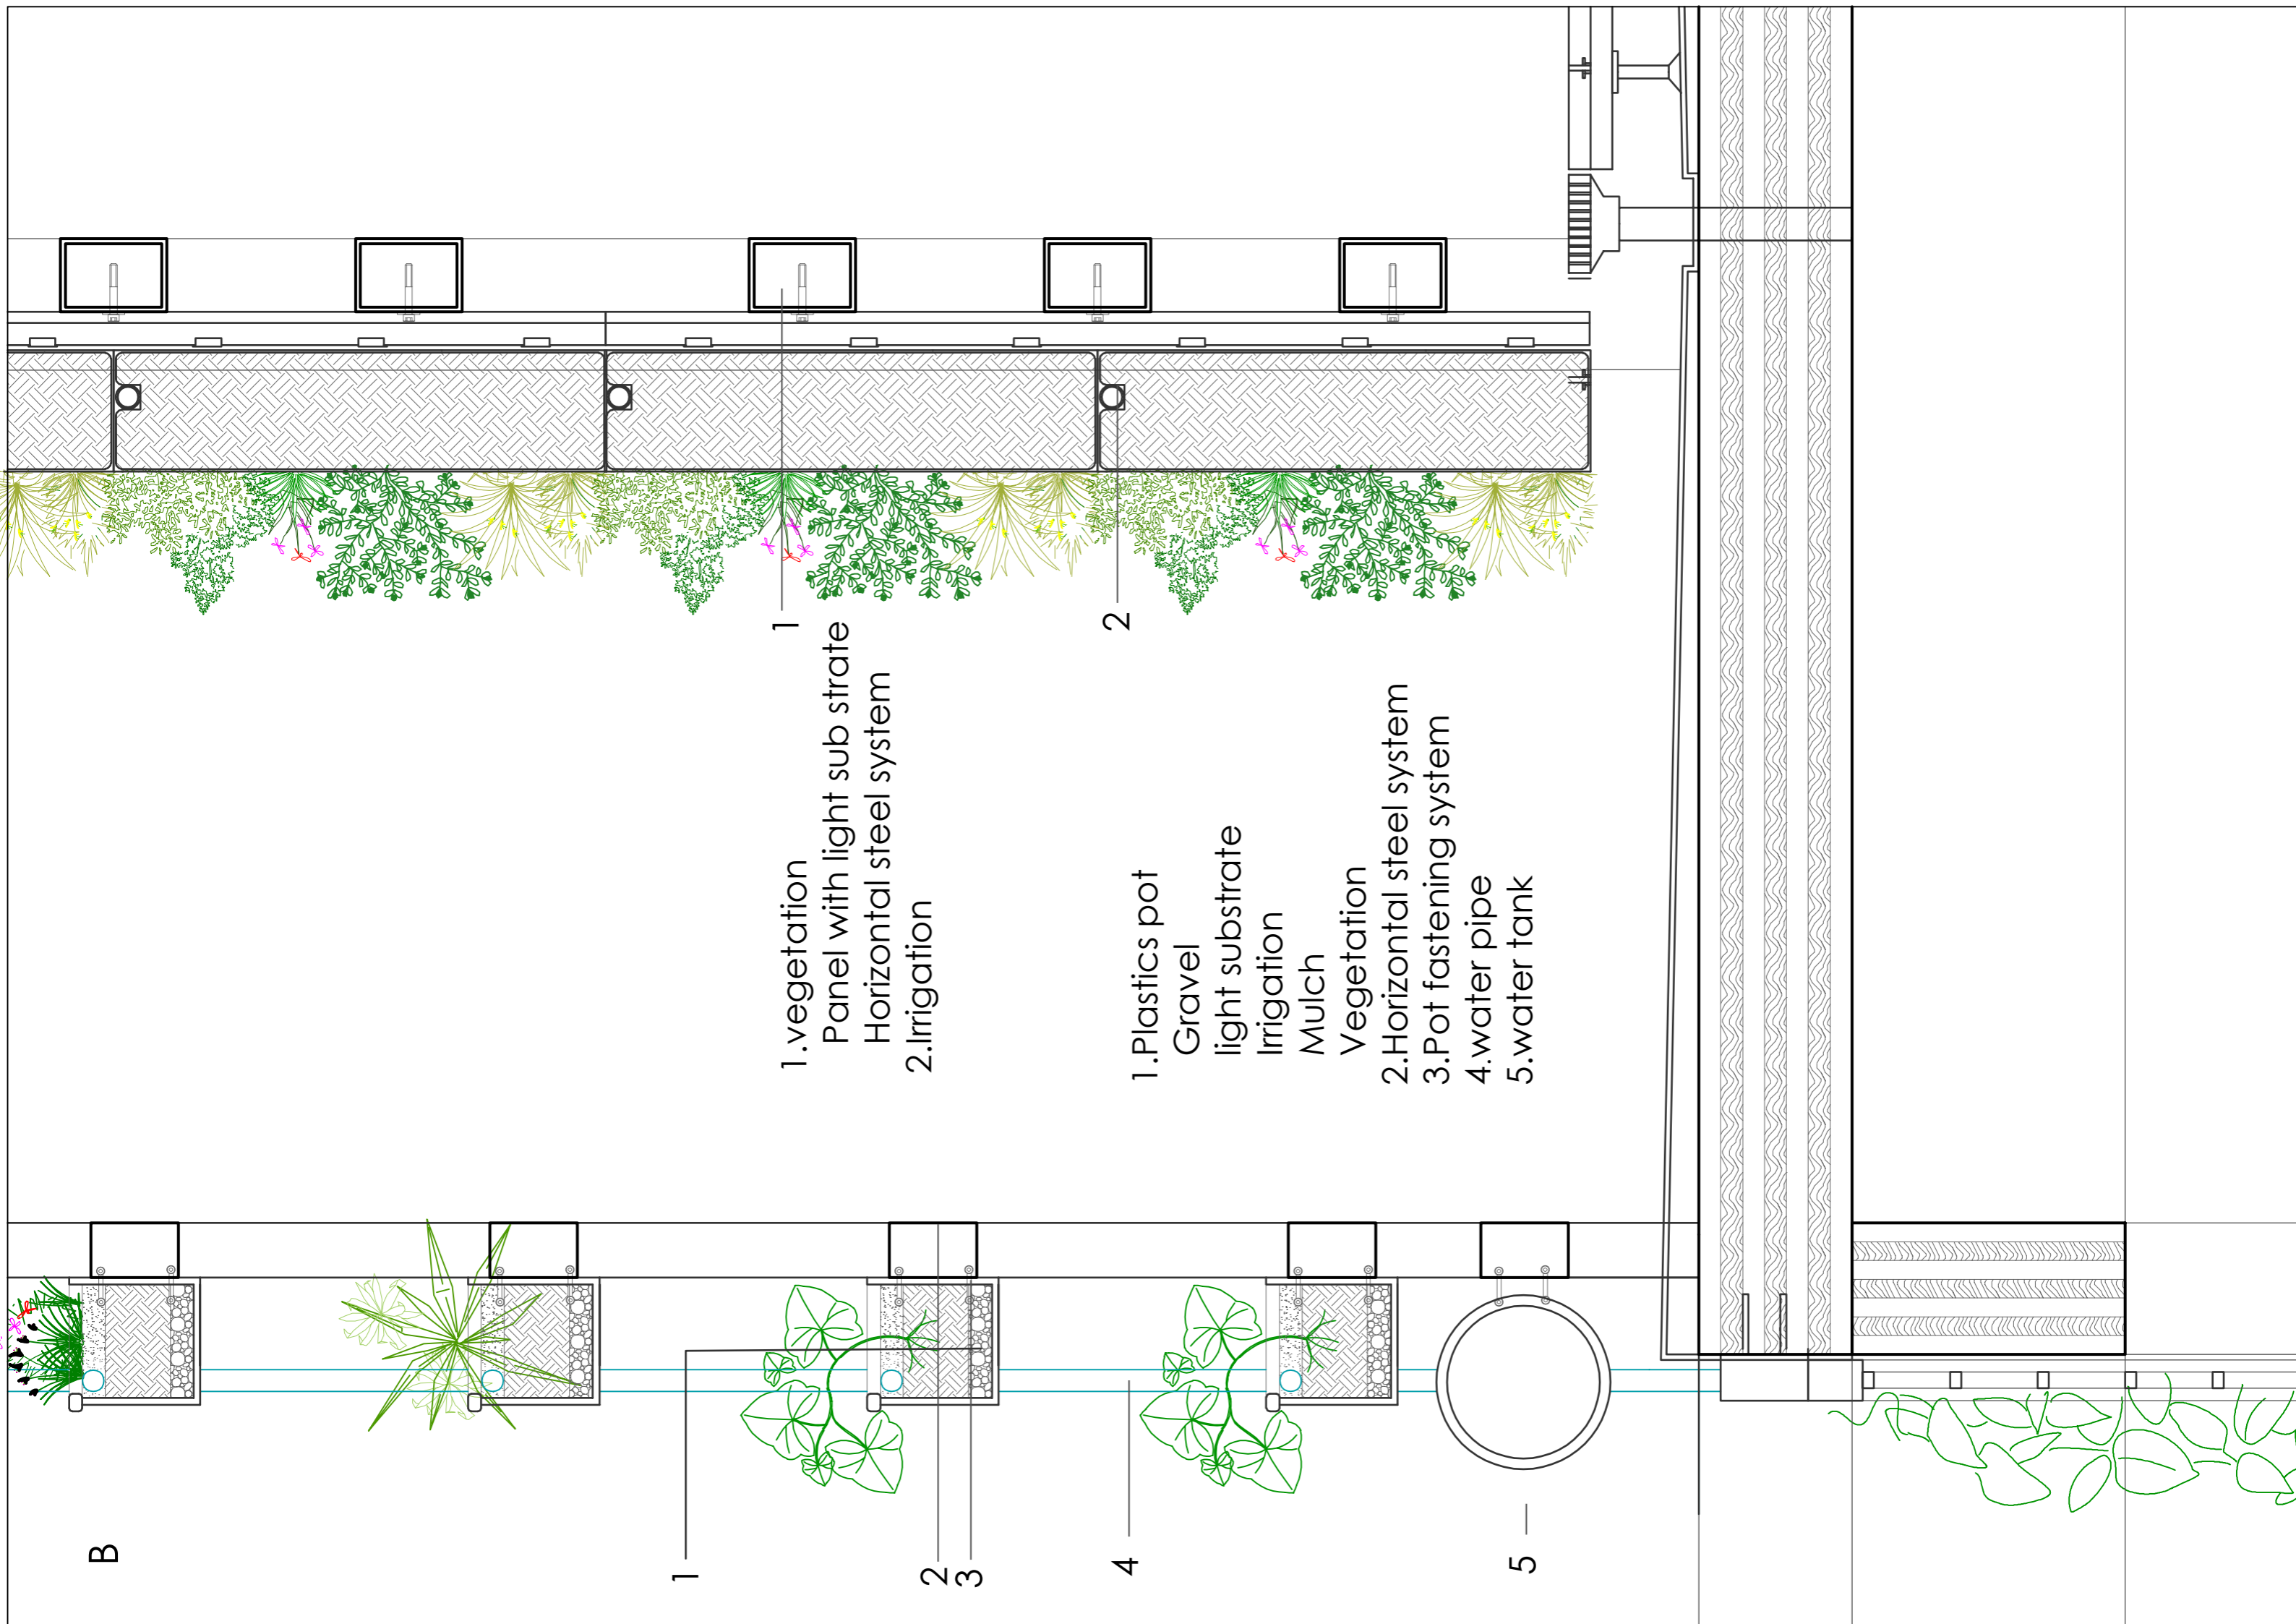 1
2
1.vegetation
Panel with light sub strate
Horizontal steel system
2.Irrigation
1.Plastics pot
Gravel
light substrate
Irrigation
Mulch
Vegetation
2.Horizontal steel system
3.Pot fastening system
4.water pipe
5.water tank
B
1
2
3
4
5